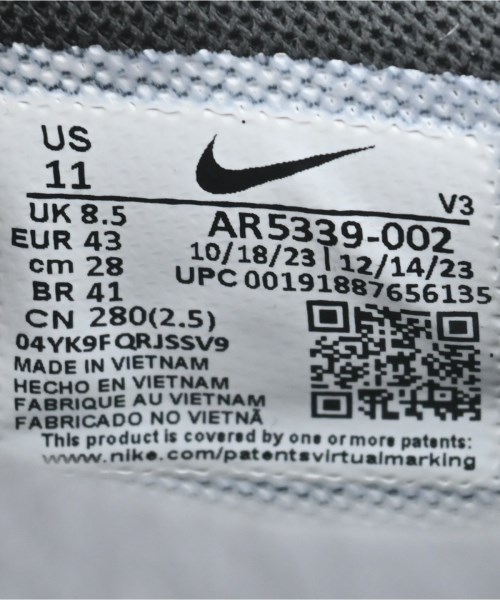 US
11
V3
UK 8.5
EUR 43
cm 28
BR 41
CN 280(2.5)
AR5339-002
10/18/23 | 12/14/23
UPC 00191887656135
04YK9F QRJSSV9
MADE IN VIETNAM
HECHO EN VIETNAM
FABRIQUE AU VIETNAM
FABRICADO NO VIETNÃ
This product is covered by one or more patents:
www.nike.com/patentsvirtualmarking